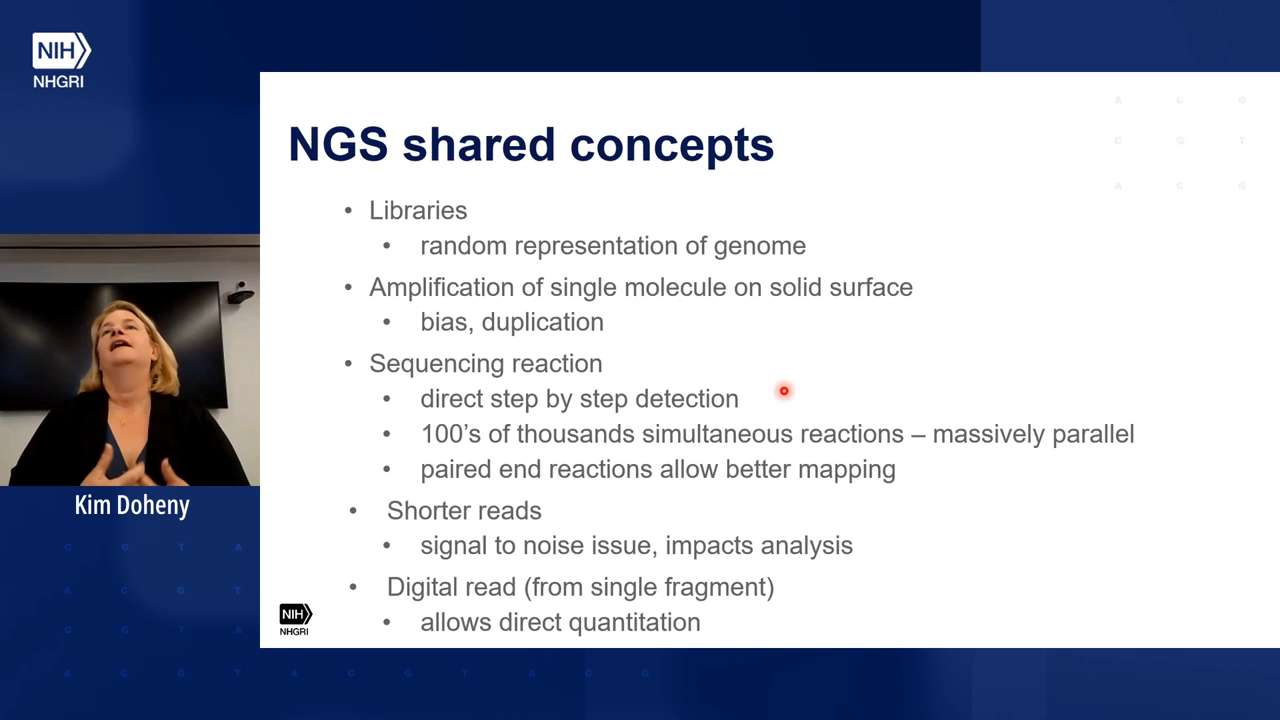 NIH
NHGRI
NGS shared concepts
A C G
C G T
A C G
• Libraries
• random representation of genome
• Amplification of single molecule on solid surface
• bias, duplication
• Sequencing reaction
• direct step by step detection
• 100’s of thousands simultaneous reactions – massively parallel
• paired end reactions allow better mapping
• Shorter reads
• signal to noise issue, impacts analysis
• Digital read (from single fragment)
• allows direct quantitation
NIH
NHGRI
Kim Doheny
C G T A
A C G
C G T A
A C G T A C G T A C G